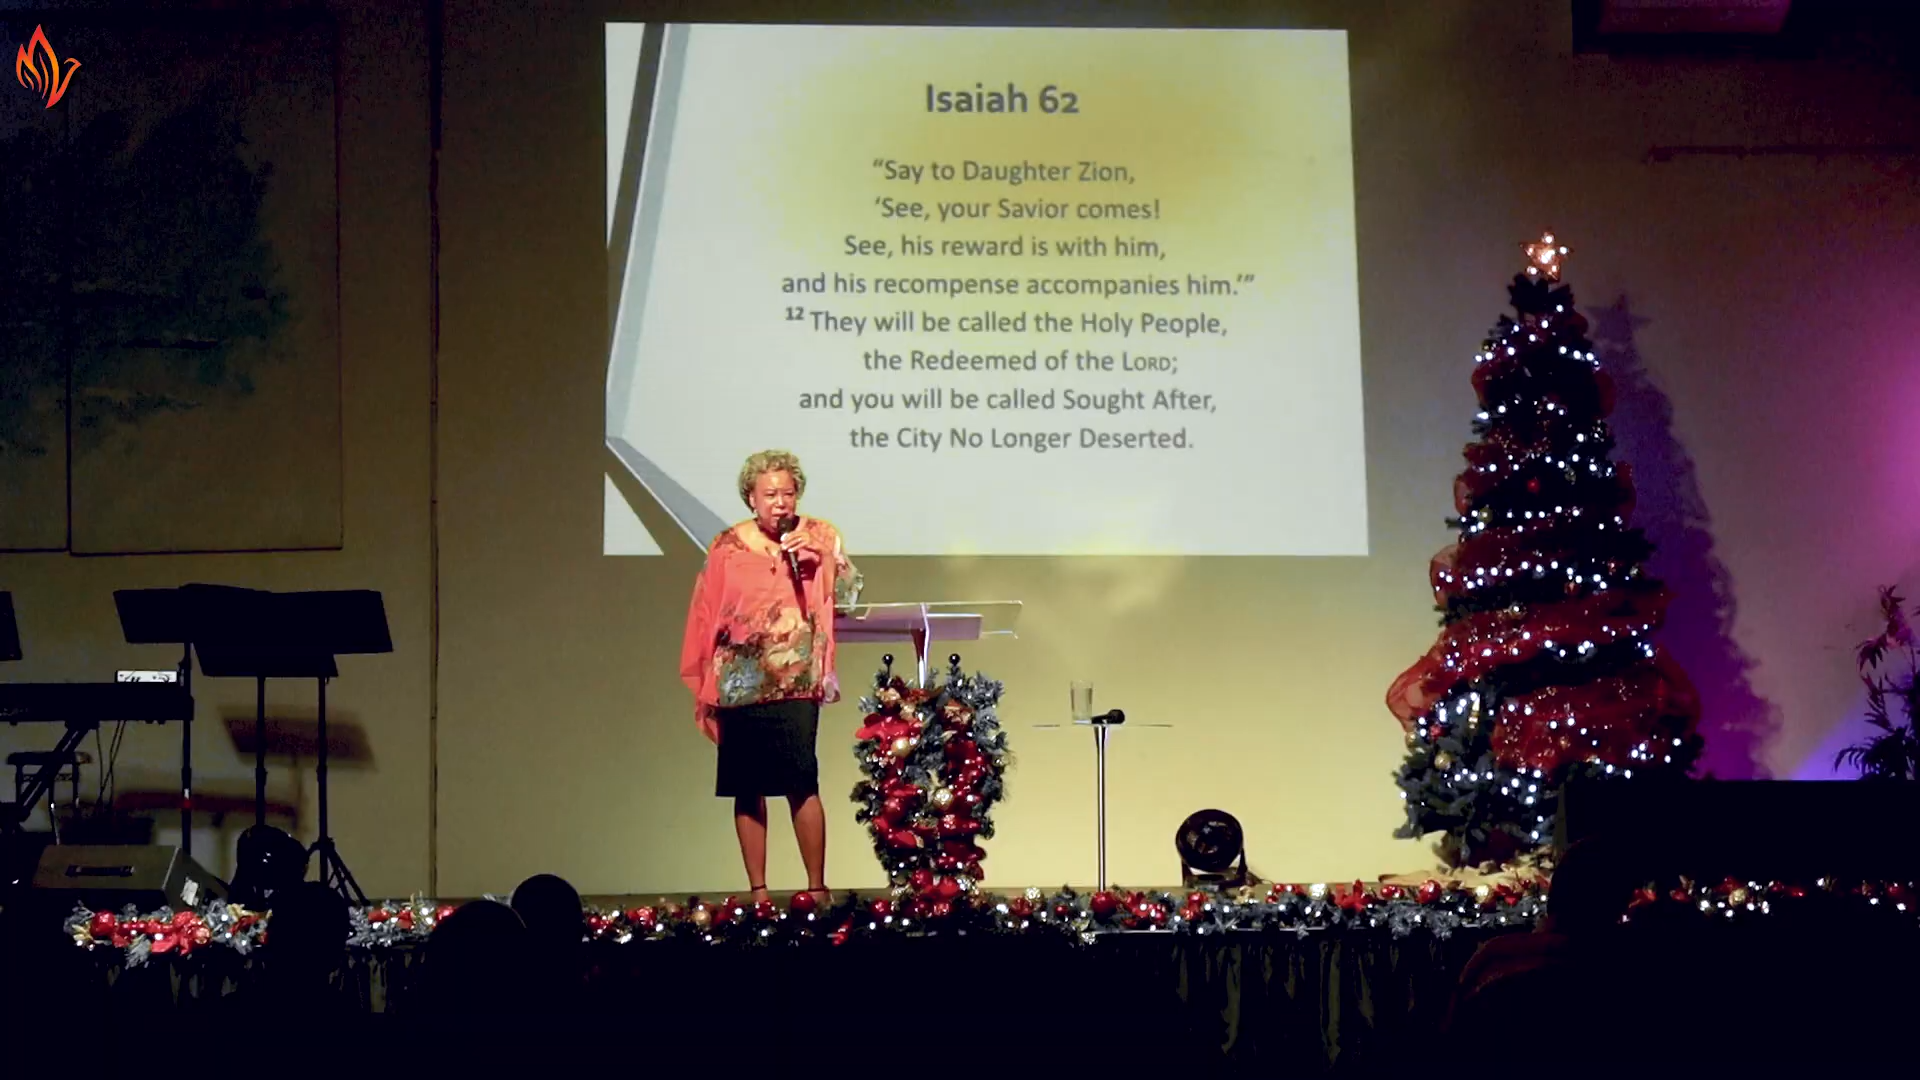 Isaiah 62
“Say to Daughter Zion,
‘See, your Savior comes!
See, his reward is with him,
and his recompense accompanies him.’”
12 They will be called the Holy People,
the Redeemed of the LORD;
and you will be called Sought After,
the City No Longer Deserted.